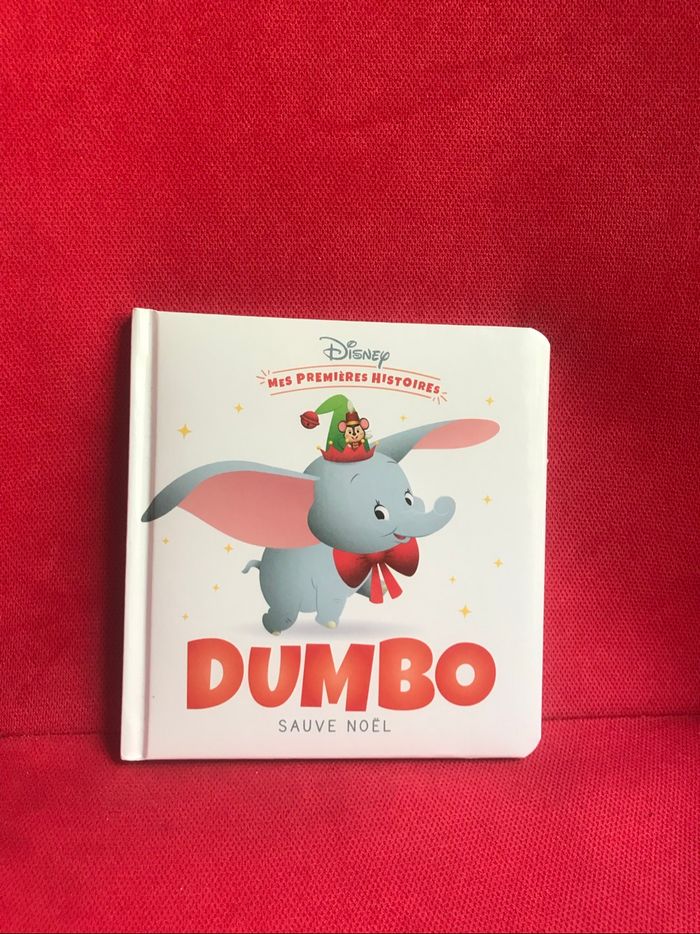 Disney
MES PREMIÈRES HISTOIRES
DUMBO
SAUVE NOËL